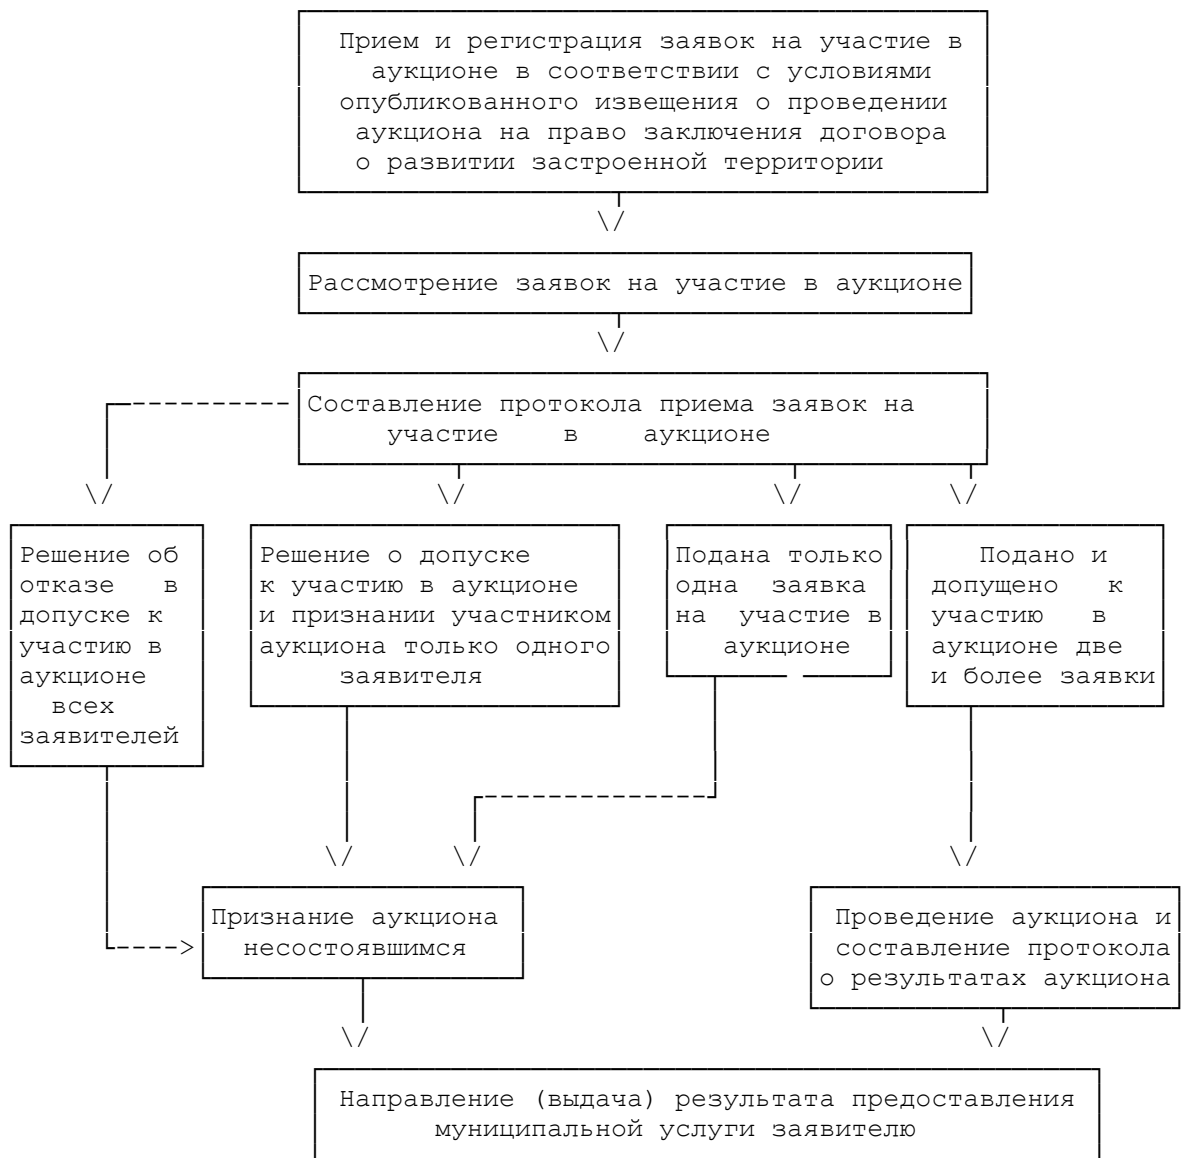 Прием и регистрация заявок на участие в
аукционе в соответствии с условиями
опубликованного извещения о проведении
аукциона на право заключения договора
о развитии застроенной территории
Рассмотрение заявок на участие в аукционе
Составление протокола приема заявок на
участие в аукционе
Решение об
отказе в
допуске к
участию в
аукционе
всех
заявителей
Решение о допуске
к участию в аукционе
и признании участником
аукциона только одного
заявителя
Подана только
одна заявка
на участие в
аукционе
Подано и
допущено к
участию в
аукционе две
и более заявки
Признание аукциона
несостоявшимся
Проведение аукциона и
составление протокола
о результатах аукциона
Направление (выдача) результата предоставления
муниципальной услуги заявителю